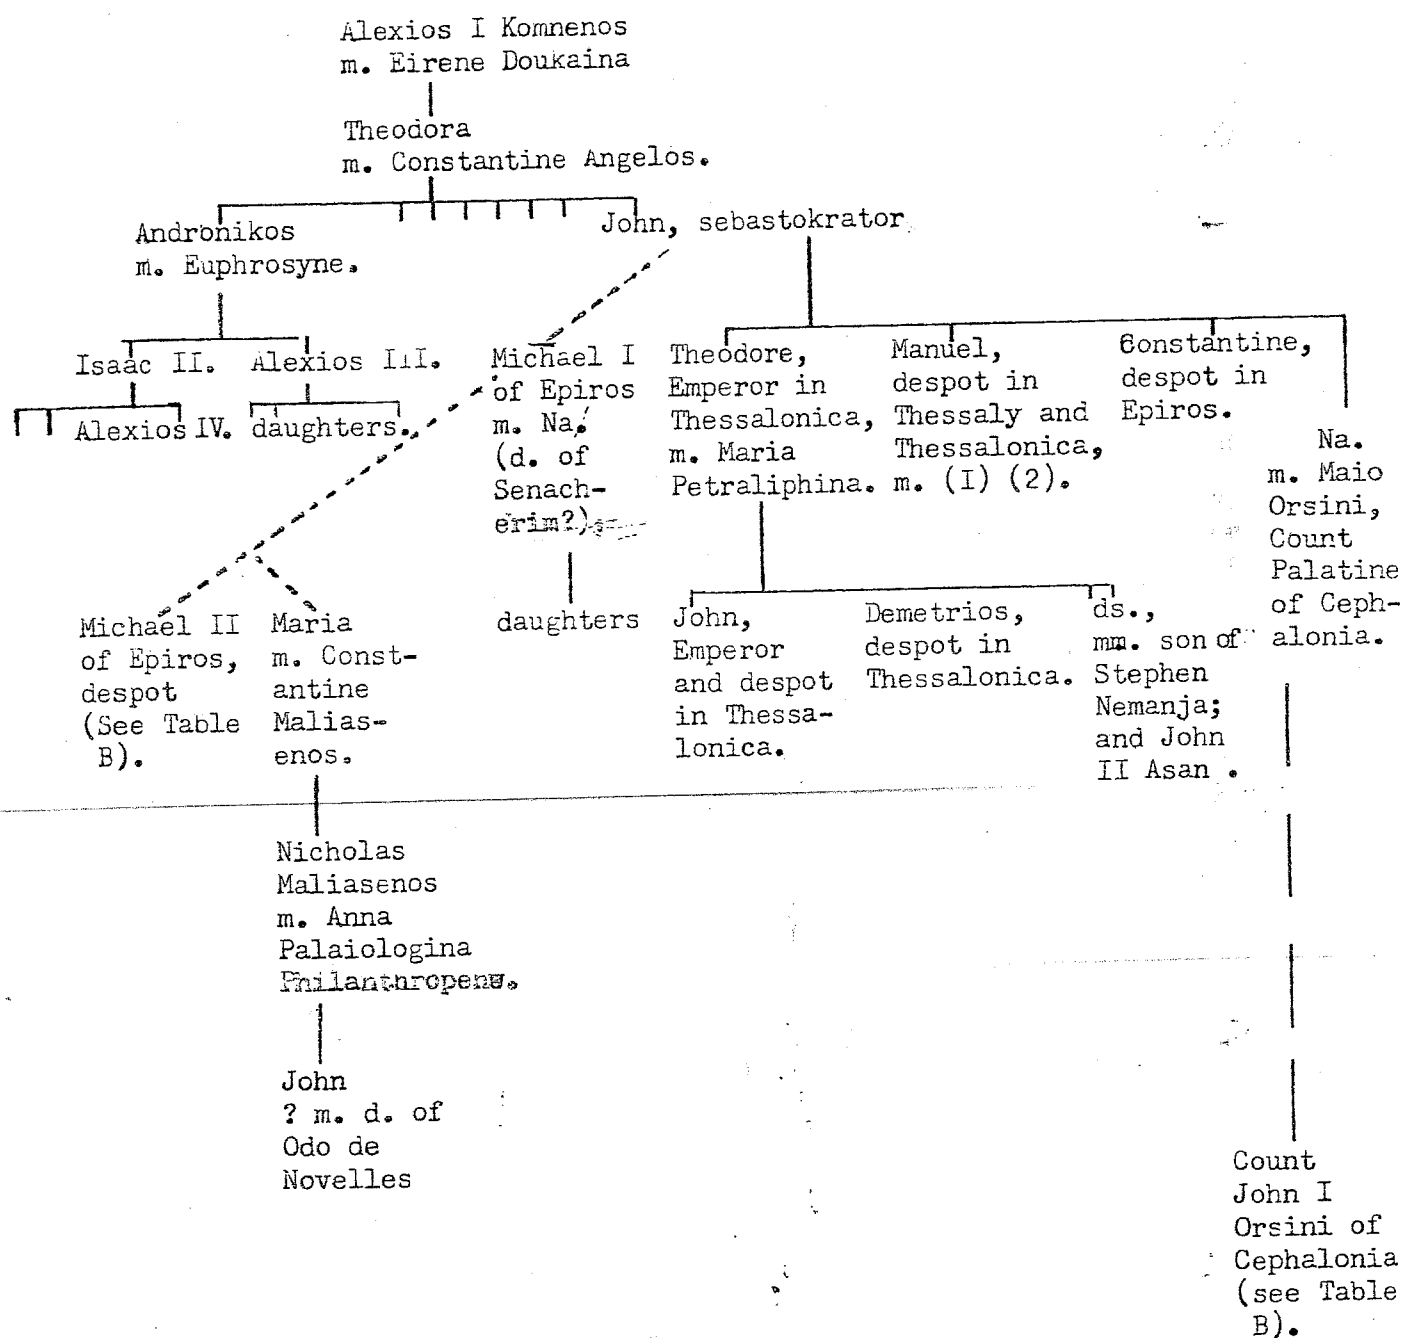 Alexios I Komnenos
m. Eirene Doukaina
Theodora
m. Constantine Angelos.
Andronikos
m. Euphrosyne.
John, sebastokrator
Isaac II.
Alexios III.
Alexios IV.
daughters.
Michael I
of Epiros
m. Na.
(d. of
Senach-
erim?)
daughters
Theodore,
Emperor in
Thessalonica,
m. Maria
Petraliphina.
Manuel,
despot in
Thessaly and
Thessalonica,
m. (I) (2).
Constantine,
despot in
Epiros.
Na.
m. Maio
Orsini,
Count
Palatine
of Ceph-
alonia.
Michael II
of Epiros,
despot
(See Table
B).
Maria
m. Const-
antine
Malias-
enos.
John,
Emperor
and despot
in Thessa-
lonica.
Demetrios,
despot in
Thessalonica.
ds.,
mm. son of
Stephen
Nemanja;
and John
II Asan .
Nicholas
Maliasenos
m. Anna
Palaiologina
John
? m. d. of
Odo de
Novelles
Count
John I
Orsini of
Cephalonia
(see Table
B).